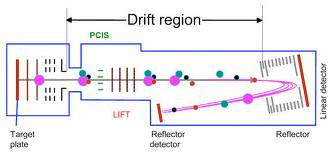 Drift region
PCIS
LIFT
Linear detector
Target
plate
Reflector
detector
Reflector